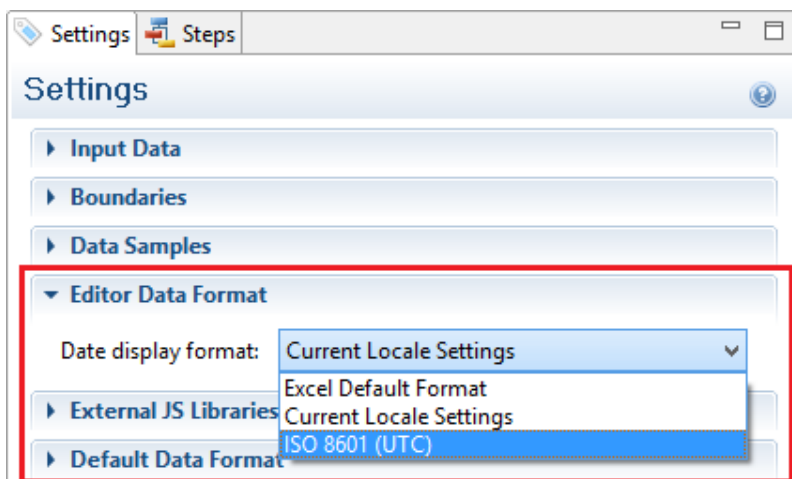 Settings Steps
Settings
Input Data
Boundaries
Data Samples
Editor Data Format
Date display format: Current Locale Settings
Excel Default Format
External JS Libraries Current Locale Settings
ISO 8601 (UTC)
Default Data Format